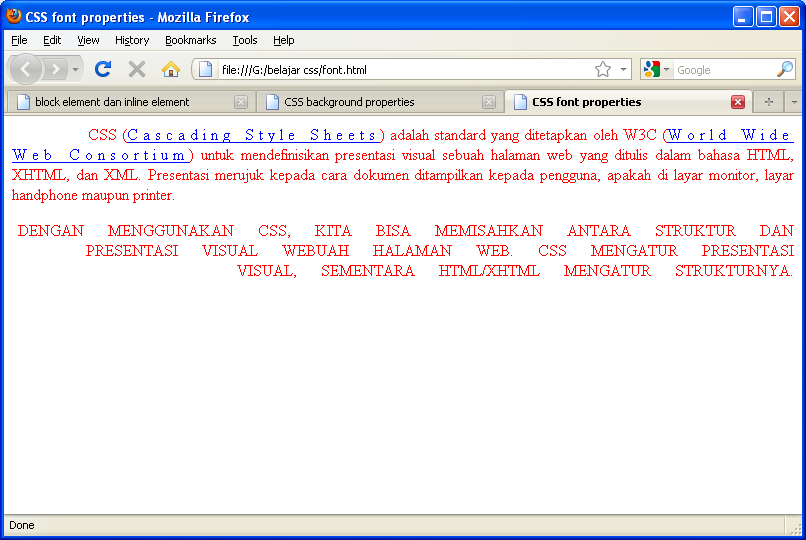 CSS font properties - Mozilla Firefox
File Edit View History Bookmarks Tools Help
file:///G:/belajar css/font.html Google
block element dan inline element CSS background properties CSS font properties
CSS (Cascading Style Sheets) adalah standard yang ditetapkan oleh W3C (World Wide
Web Consortium) untuk mendefinisikan presentasi visual sebuah halaman web yang ditulis dalam bahasa HTML,
XHTML, dan XML. Presentasi merujuk kepada cara dokumen ditampilkan kepada pengguna, apakah di layar monitor, layar
handphone maupun printer.
DENGAN MENGGUNAKAN CSS, KITA BISA MEMISAHKAN ANTARA STRUKTUR DAN
PRESENTASI VISUAL WEBUAH HALAMAN WEB. CSS MENGATUR PRESENTASI
VISUAL, SEMENTARA HTML/XHTML MENGATUR STRUKTURNYA.
Done